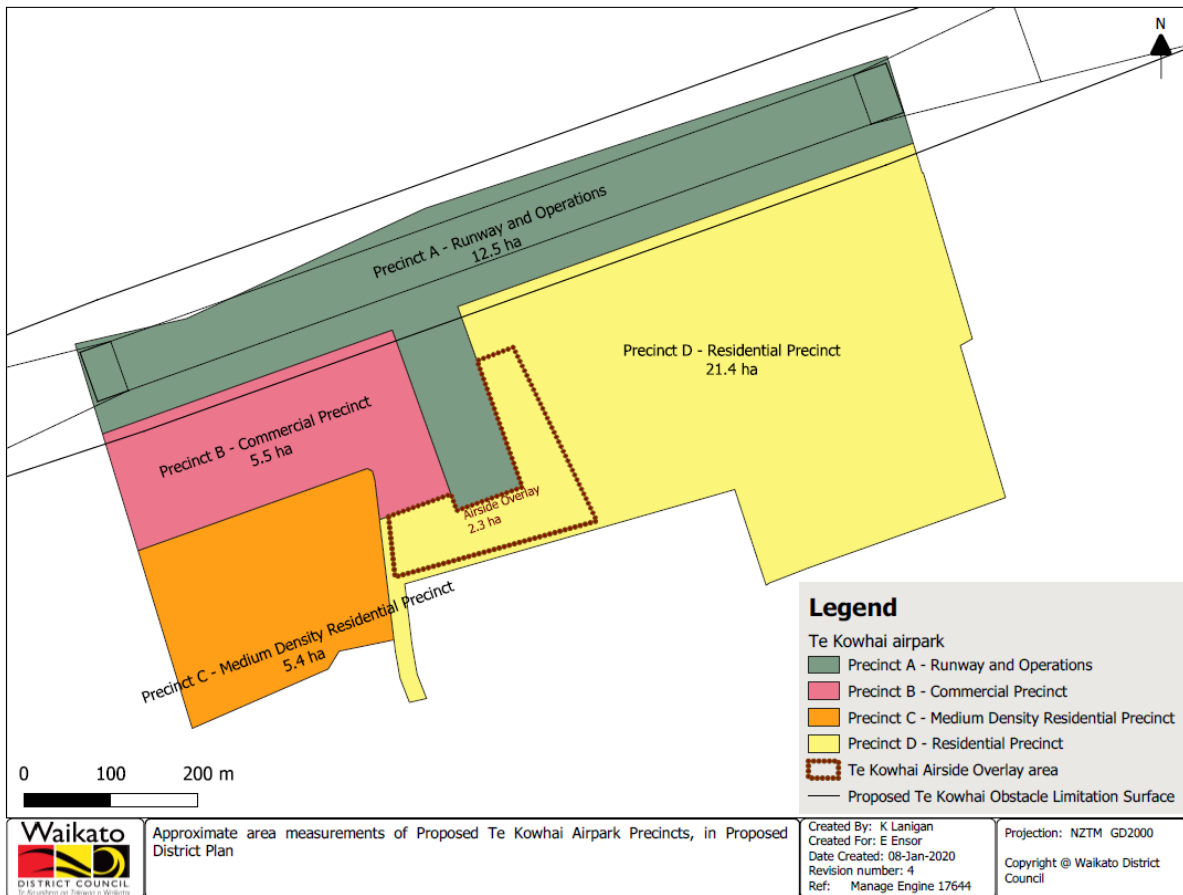 N
Precinct A - Runway and Operations
12.5 ha
Precinct D - Residential Precinct
21.4 ha
Precinct B - Commercial Precinct
5.5 ha
Airside Overlay
2.3 ha
Precinct C - Medium Density Residential Precinct
5.4 ha
0 100 200 m
Legend
Te Kowhai airpark
Precinct A - Runway and Operations
Precinct B - Commercial Precinct
Precinct C - Medium Density Residential Precinct
Precinct D - Residential Precinct
Te Kowhai Airside Overlay area
Proposed Te Kowhai Obstacle Limitation Surface
Waikato
DISTRICT COUNCIL
Te Kaunihera aa Takiwaa o Waikato
Approximate area measurements of Proposed Te Kowhai Airpark Precincts, in Proposed
District Plan
Created By: K Lanigan
Created For: E Ensor
Date Created: 08-Jan-2020
Revision number: 4
Ref: Manage Engine 17644
Projection: NZTM GD2000
Copyright @ Waikato District
Council